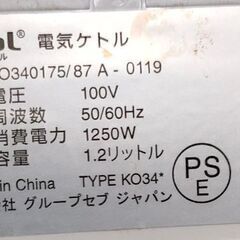 電気ケトル
O340175/87 A - 0119
電圧 100V
周波数 50/60Hz
消費電力 1250W
容量 1.2リットル
in China TYPE KO34*
会社 グループセブ ジャパン
PS
E